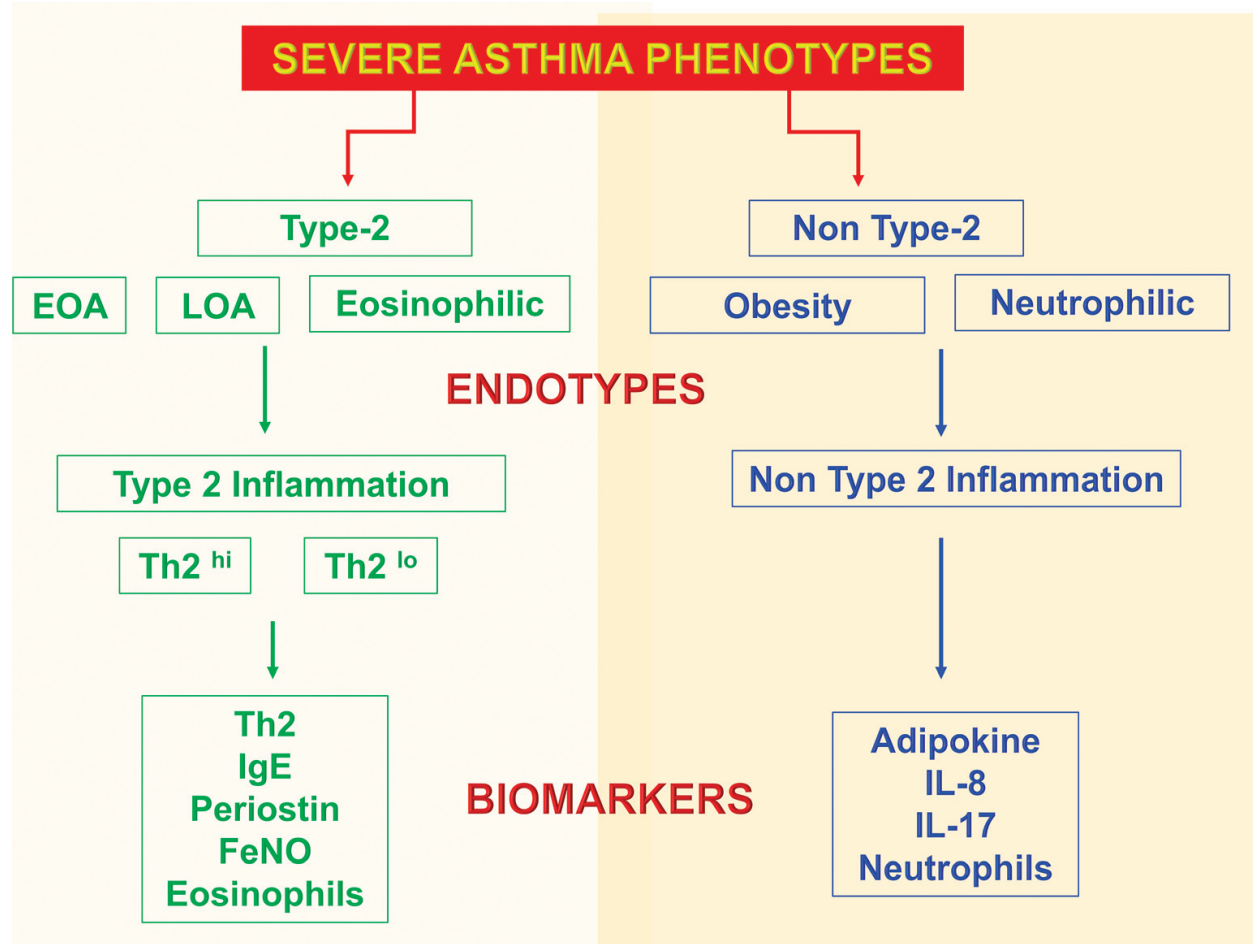 SEVERE ASTHMA PHENOTYPES
Type-2
Non Type-2
EOA
LOA
Eosinophilic
Obesity
Neutrophilic
ENDOTYPES
Type 2 Inflammation
Non Type 2 Inflammation
Th2 hi
Th2 lo
Th2
IgE
Periostin
FeNO
Eosinophils
BIOMARKERS
Adipokine
IL-8
IL-17
Neutrophils